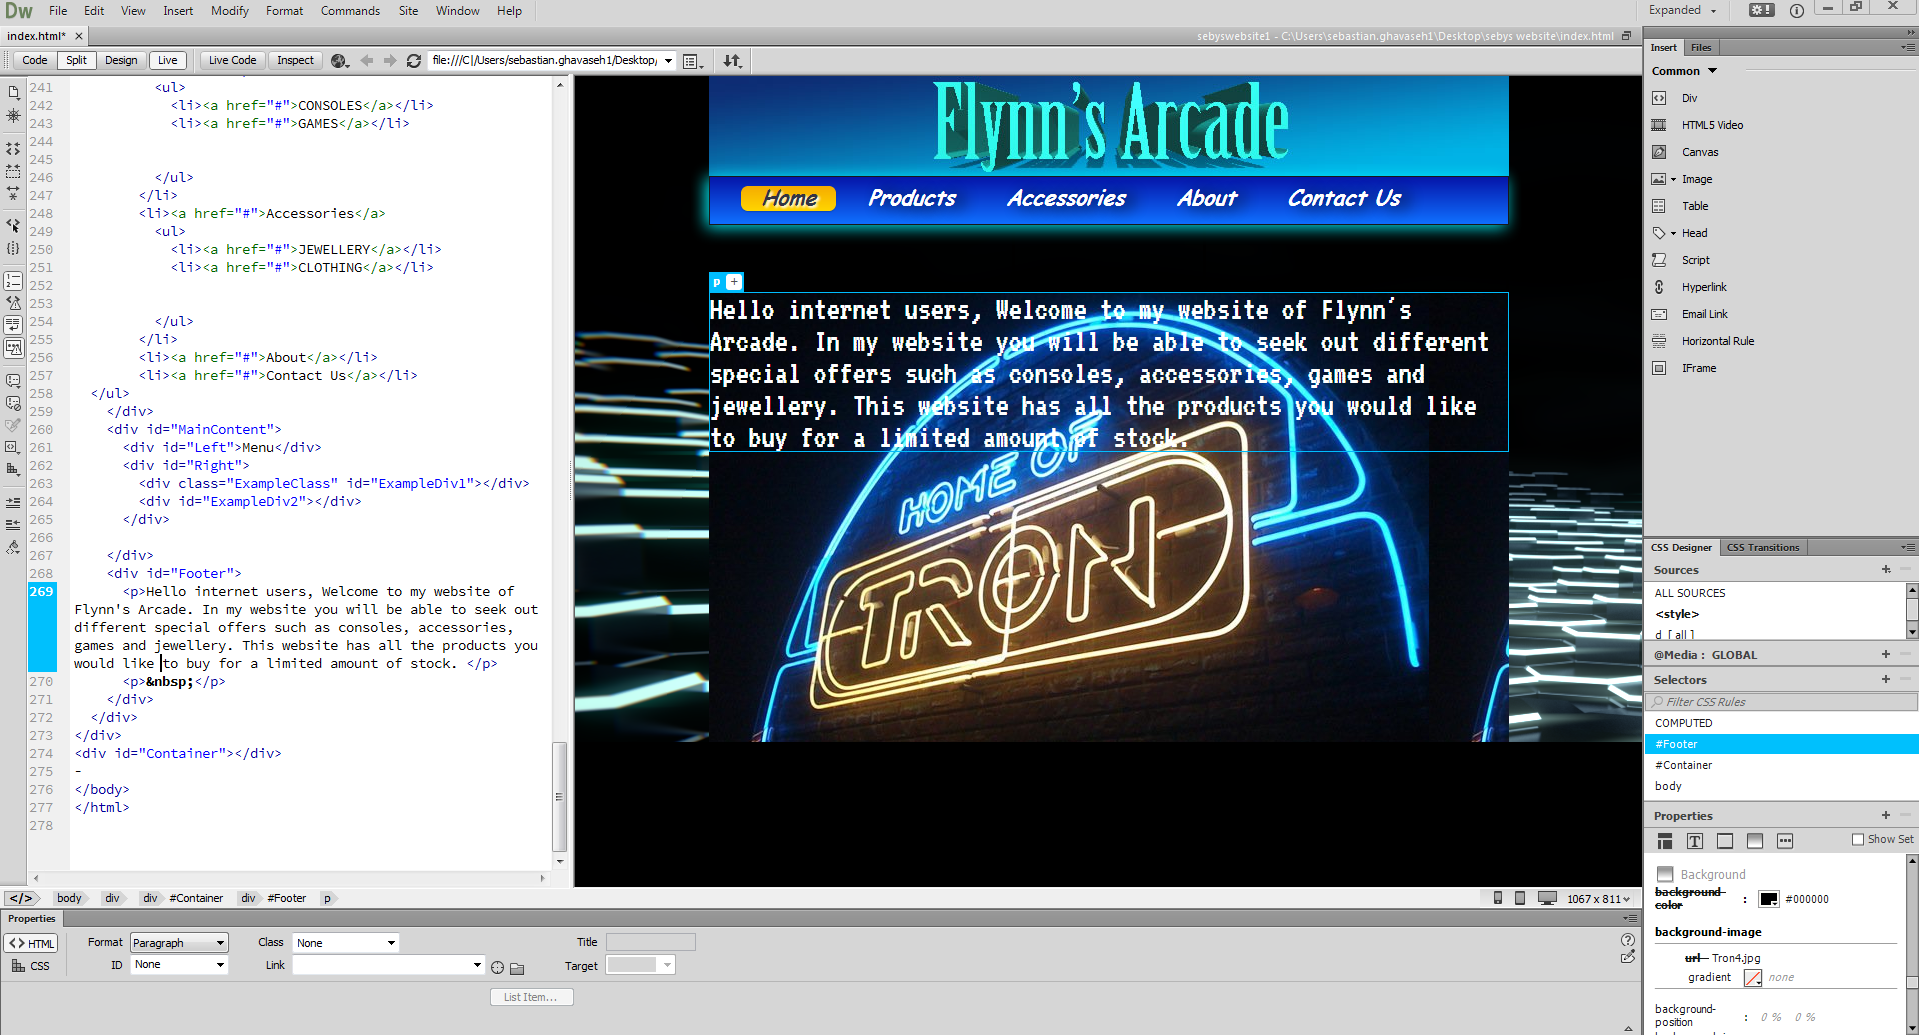 Dw File Edit View Insert Modify Format Commands Site Window Help Expanded
index.html* sebyswebsite1 - C:\Users\sebastian.ghavaseh1\Desktop\sebys website\index.html
Code Split Design Live Live Code Inspect file:///C|/Users/sebastian.ghavaseh1/Desktop/
241 <ul>
242 <li><a href="#">CONSOLES</a></li>
243 <li><a href="#">GAMES</a></li>
244
245
246 </ul>
247 </li>
248 <li><a href="#">Accessories</a>
249 <ul>
250 <li><a href="#">JEWELLERY</a></li>
251 <li><a href="#">CLOTHING</a></li>
252
253
254 </ul>
255 </li>
256 <li><a href="#">About</a></li>
257 <li><a href="#">Contact Us</a></li>
258 </ul>
259 </div>
260 <div id="MainContent">
261 <div id="Left">Menu</div>
262 <div id="Right">
263 <div class="ExampleClass" id="ExampleDiv1"></div>
264 <div id="ExampleDiv2"></div>
265 </div>
266
267 </div>
268 <div id="Footer">
269 <p>Hello internet users, Welcome to my website of
Flynn's Arcade. In my website you will be able to seek out
different special offers such as consoles, accessories,
games and jewellery. This website has all the products you
would like to buy for a limited amount of stock. </p>
270 <p>&nbsp;</p>
271 </div>
272 </div>
273 </div>
274 <div id="Container"></div>
275 -
276 </body>
277 </html>
278
Flynn's Arcade
Home Products Accessories About Contact Us
p +
Hello internet users, Welcome to my website of Flynn's
Arcade. In my website you will be able to seek out different
special offers such as consoles, accessories, games and
jewellery. This website has all the products you would like
to buy for a limited amount of stock.
HOME OF
TRON
Insert Files
Common
Div
HTML5 Video
Canvas
Image
Table
Head
Script
Hyperlink
Email Link
Horizontal Rule
IFrame
CSS Designer CSS Transitions
Sources
ALL SOURCES
<style>
d [ all ]
@Media : GLOBAL
Selectors
Filter CSS Rules
COMPUTED
#Footer
#Container
body
Properties
Show Set
Background
background-color : #000000
background-image
url Tron4.jpg
gradient none
background-position : 0 % 0 %
</> body div div #Container div #Footer p 1067 x 811
Properties
<> HTML Format Paragraph Class None Title
CSS ID None Link Target
List Item...